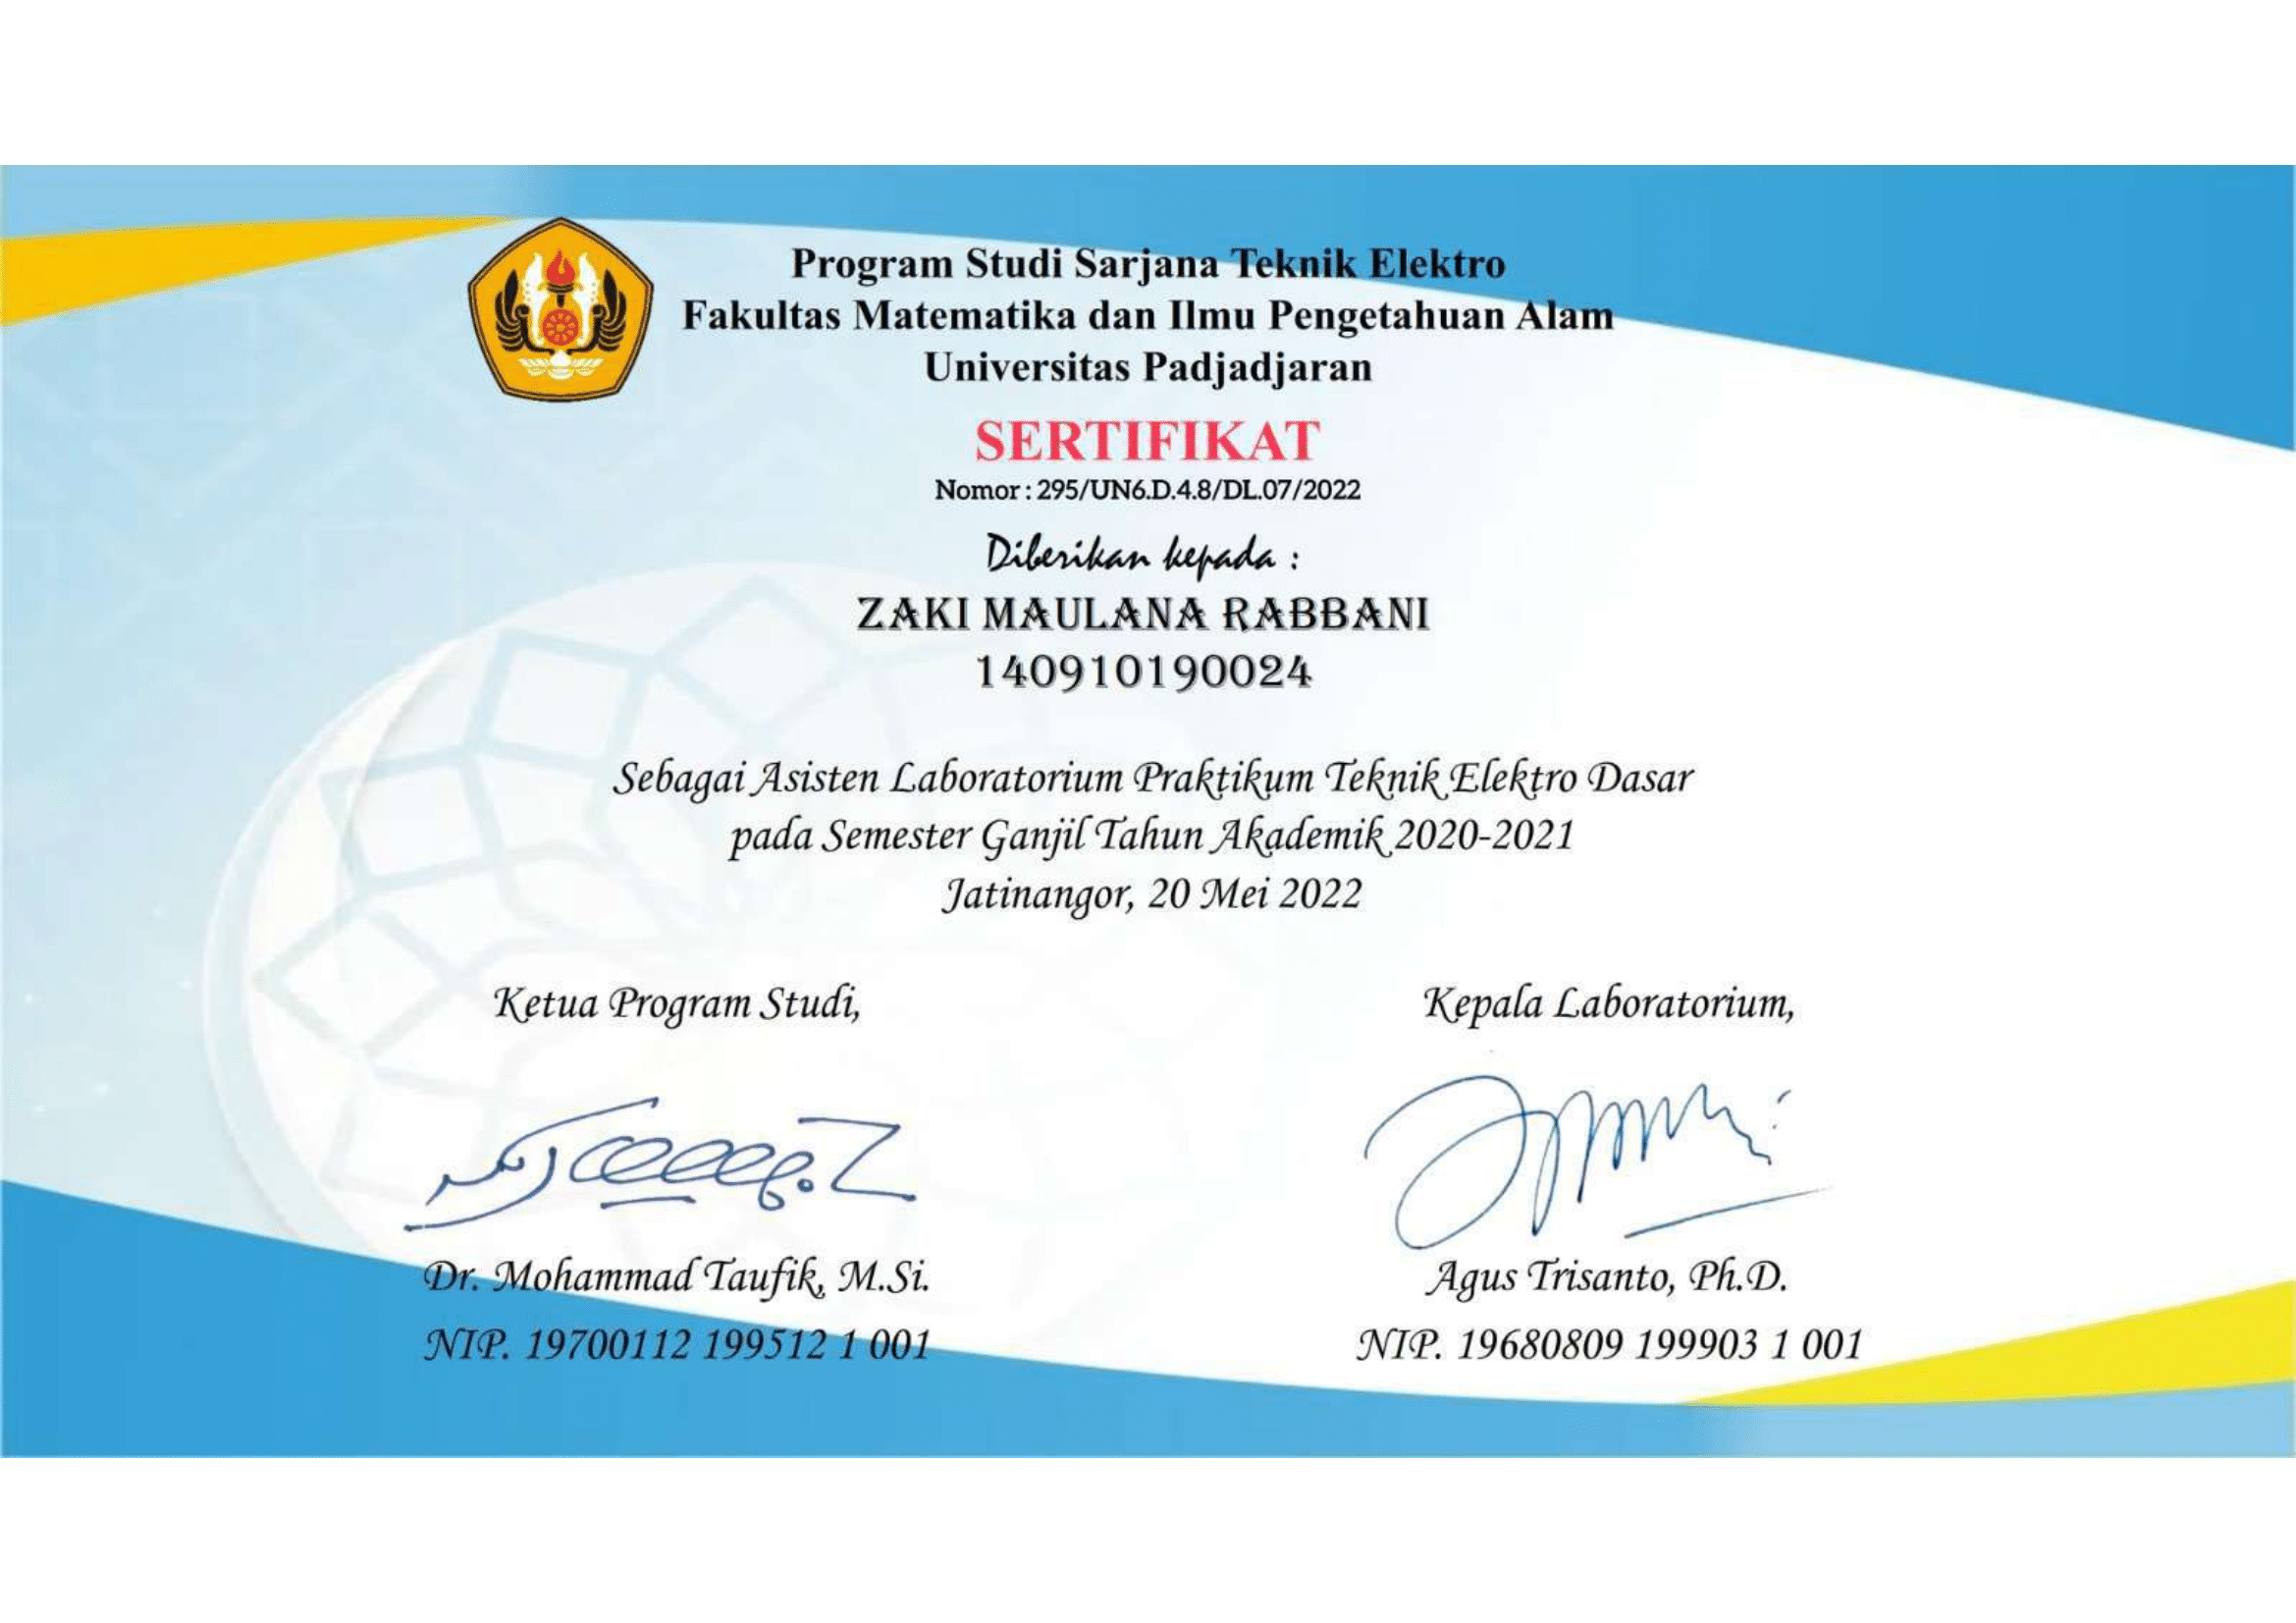 Program Studi Sarjana Teknik Elektro
Fakultas Matematika dan Ilmu Pengetahuan Alam
Universitas Padjadjaran
SERTIFIKAT
Nomor : 295/UN6.D.4.8/DL.07/2022
Diberikan kepada :
ZAKI MAULANA RABBANI
140910190024
Sebagai Asisten Laboratorium Praktikum Teknik Elektro Dasar
pada Semester Ganjil Tahun Akademik 2020-2021
Jatinangor, 20 Mei 2022
Ketua Program Studi,
Kepala Laboratorium,
Dr. Mohammad Taufik, M.Si.
Agus Trisanto, Ph.D.
NIP. 19700112 199512 1 001
NIP. 19680809 199903 1 001